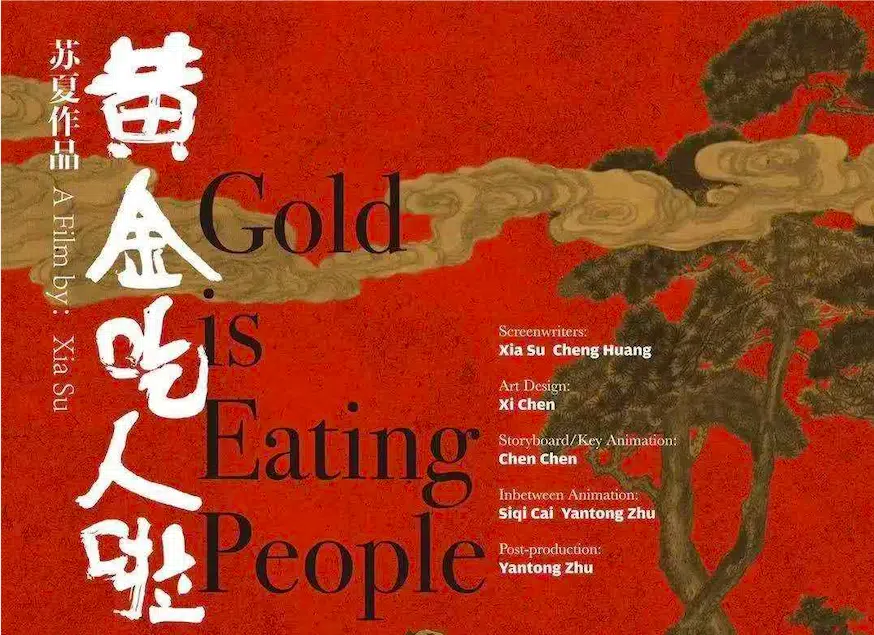 苏夏作品 A Film by: Xia Su
黄金吃人啦
Gold
is
Eating
People
Screenwriters:
Xia Su Cheng Huang
Art Design:
Xi Chen
Storyboard/Key Animation:
Chen Chen
Inbetween Animation:
Siqi Cai Yantong Zhu
Post-production:
Yantong Zhu